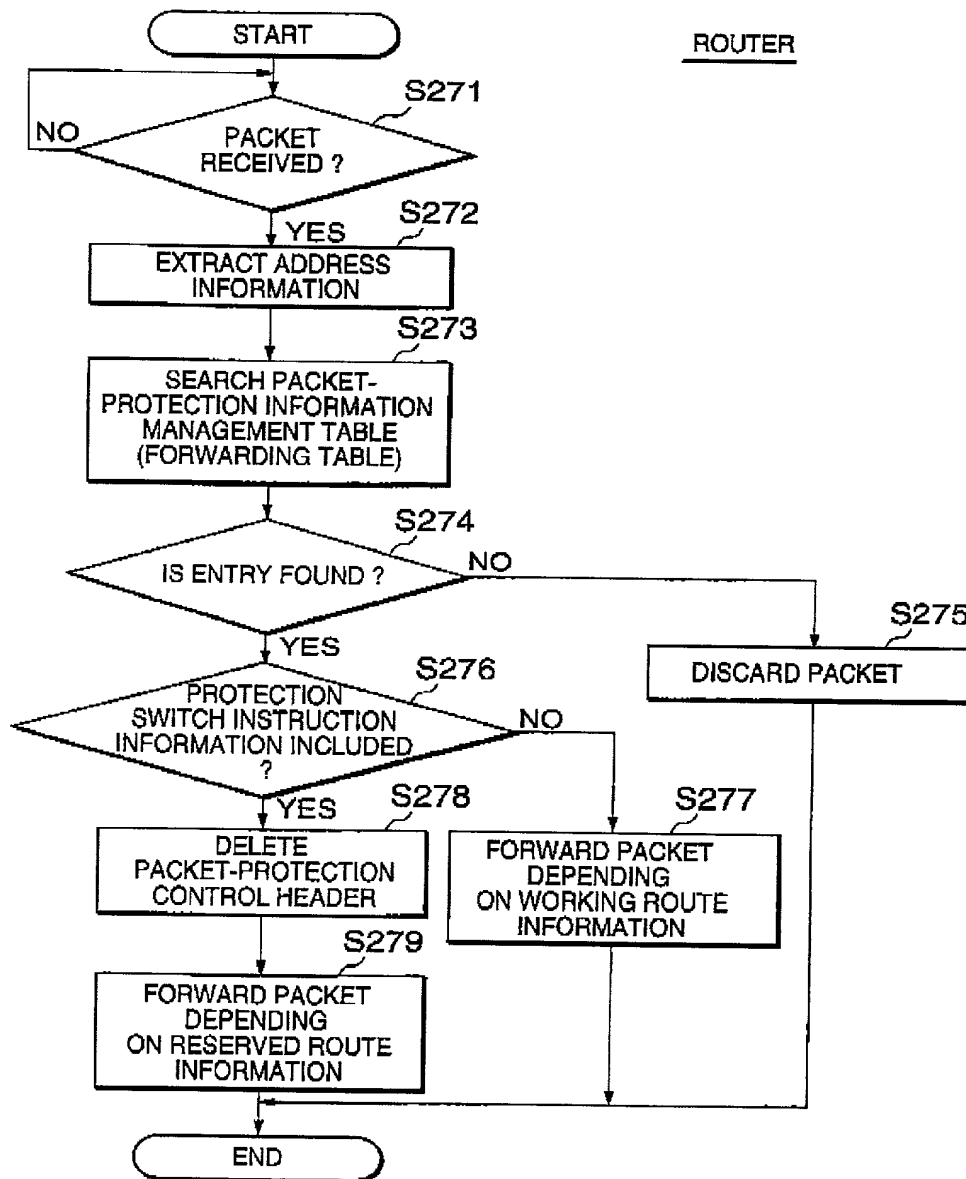 START
ROUTER
S271
NO
PACKET
RECEIVED ?
YES
S272
EXTRACT ADDRESS
INFORMATION
S273
SEARCH PACKET-
PROTECTION INFORMATION
MANAGEMENT TABLE
(FORWARDING TABLE)
S274
IS ENTRY FOUND ?
NO
YES
S275
DISCARD PACKET
S276
PROTECTION
SWITCH INSTRUCTION
INFORMATION INCLUDED
?
NO
YES
S278
DELETE
PACKET-PROTECTION
CONTROL HEADER
S277
FORWARD PACKET
DEPENDING
ON WORKING ROUTE
INFORMATION
S279
FORWARD PACKET
DEPENDING
ON RESERVED ROUTE
INFORMATION
END